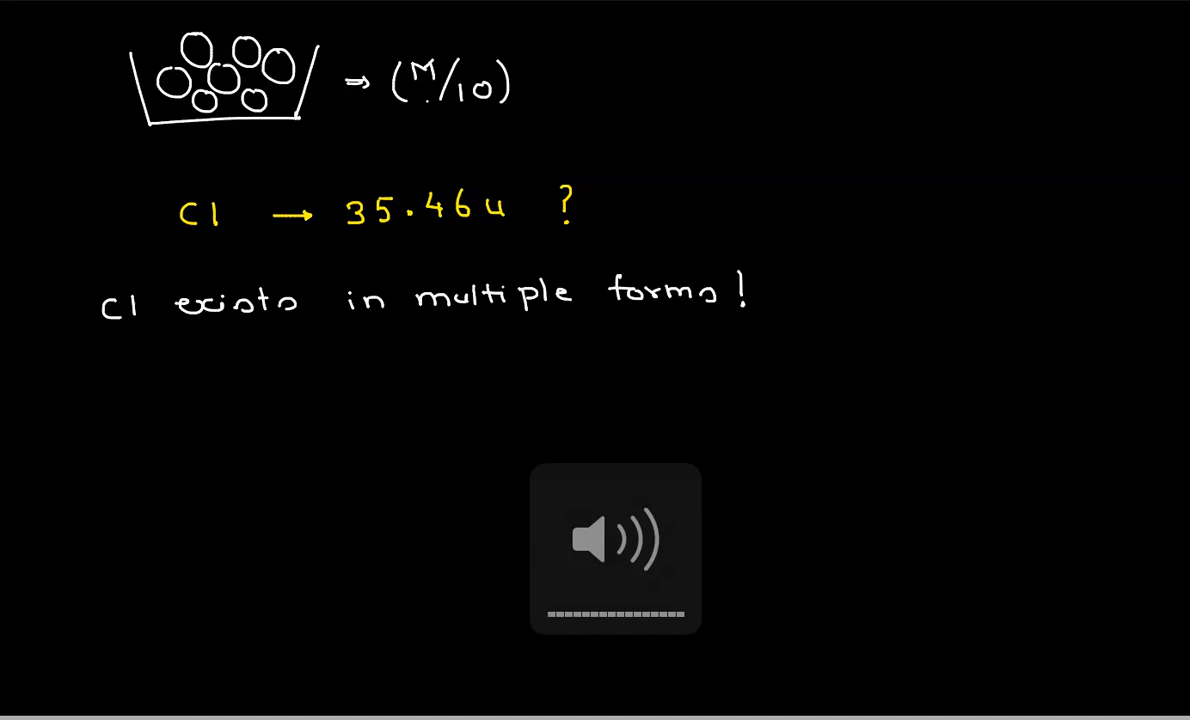 ⇒ (M/10)
Cl → 35.46u ?
Cl exists in multiple forms!